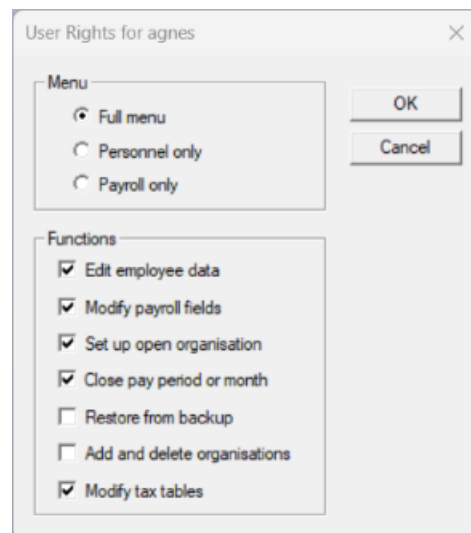 User Rights for agnes
Menu
Full menu
Personnel only
Payroll only
OK
Cancel
Functions
Edit employee data
Modify payroll fields
Set up open organisation
Close pay period or month
Restore from backup
Add and delete organisations
Modify tax tables